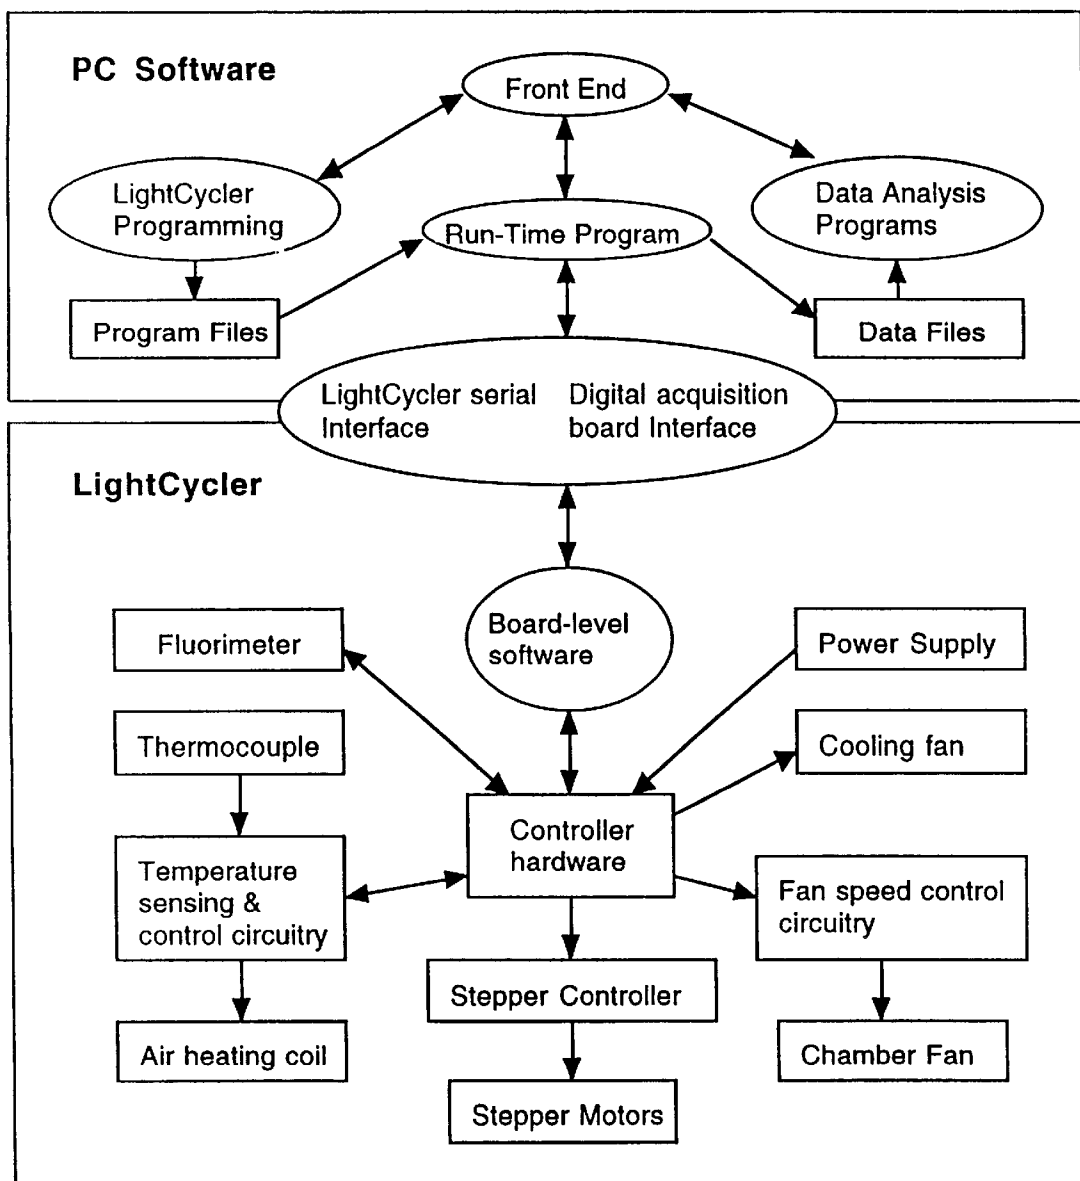 PC Software
Front End
LightCycler
Programming
Data Analysis
Programs
Run-Time Program
Program Files
Data Files
LightCycler serial
Interface
Digital acquisition
board Interface
LightCycler
Board-level
software
Fluorimeter
Power Supply
Thermocouple
Cooling fan
Controller
hardware
Temperature
sensing &
control circuitry
Fan speed control
circuitry
Stepper Controller
Air heating coil
Chamber Fan
Stepper Motors